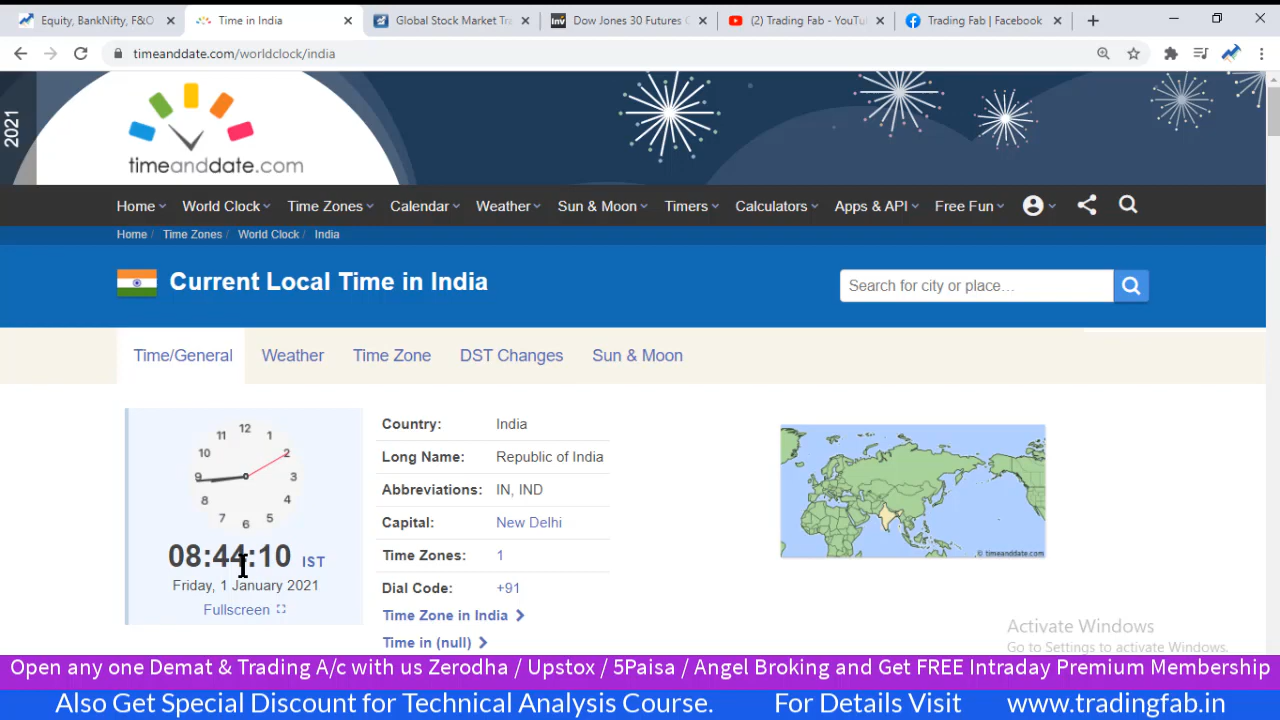 Equity, BankNifty, F&O
Time in India
Global Stock Market Tr
Inv Dow Jones 30 Futures
(2) Trading Fab - YouTu
Trading Fab | Facebook
timeanddate.com/worldclock/india
2021
timeanddate.com
Home World Clock Time Zones Calendar Weather Sun & Moon Timers Calculators Apps & API Free Fun
Home / Time Zones / World Clock / India
Current Local Time in India
Search for city or place...
Time/General Weather Time Zone DST Changes Sun & Moon
12
11 1
10 2
9 3
8 4
7 5
6
08:44:10 IST
Friday, 1 January 2021
Fullscreen
Country: India
Long Name: Republic of India
Abbreviations: IN, IND
Capital: New Delhi
Time Zones: 1
Dial Code: +91
Time Zone in India
Time in (null)
© timeanddate.com
Activate Windows
Go to Settings to activate Windows.
Open any one Demat & Trading A/c with us Zerodha / Upstox / 5Paisa / Angel Broking and Get FREE Intraday Premium Membership
Also Get Special Discount for Technical Analysis Course. For Details Visit www.tradingfab.in